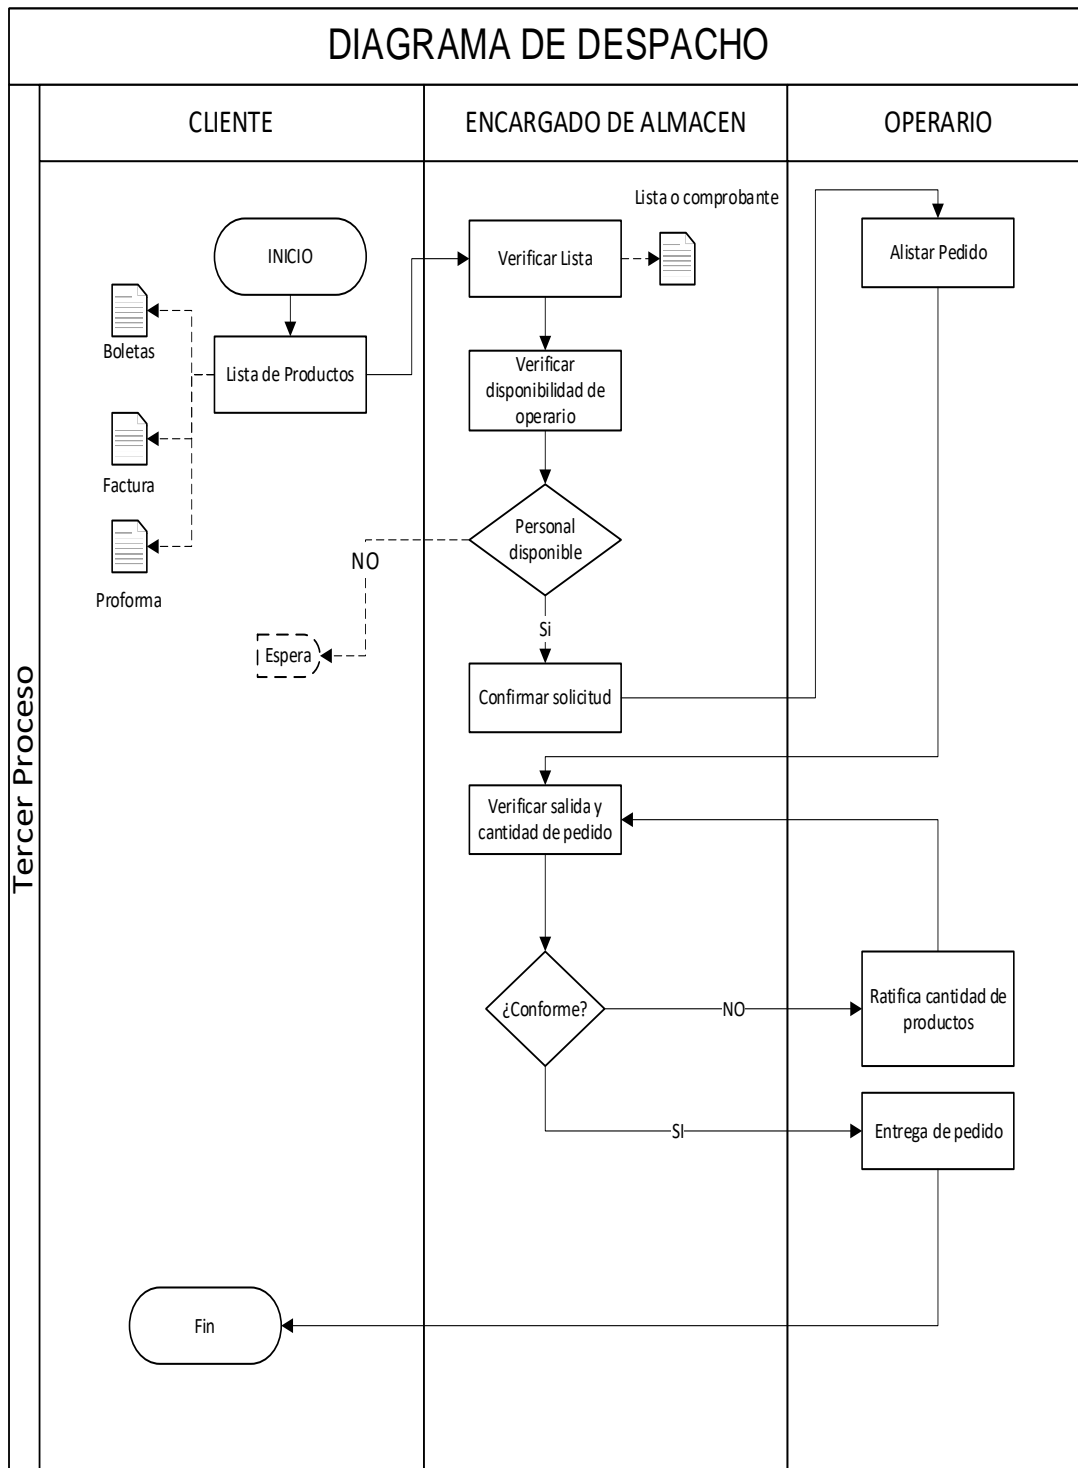 DIAGRAMA DE DESPACHO
Tercer Proceso
CLIENTE
ENCARGADO DE ALMACEN
OPERARIO
INICIO
Lista de Productos
Boletas
Factura
Proforma
Lista o comprobante
Verificar Lista
Verificar
disponibilidad de
operario
Personal
disponible
NO
Espera
Si
Confirmar solicitud
Alistar Pedido
Verificar salida y
cantidad de pedido
¿Conforme?
NO
Ratifica cantidad de
productos
SI
Entrega de pedido
Fin